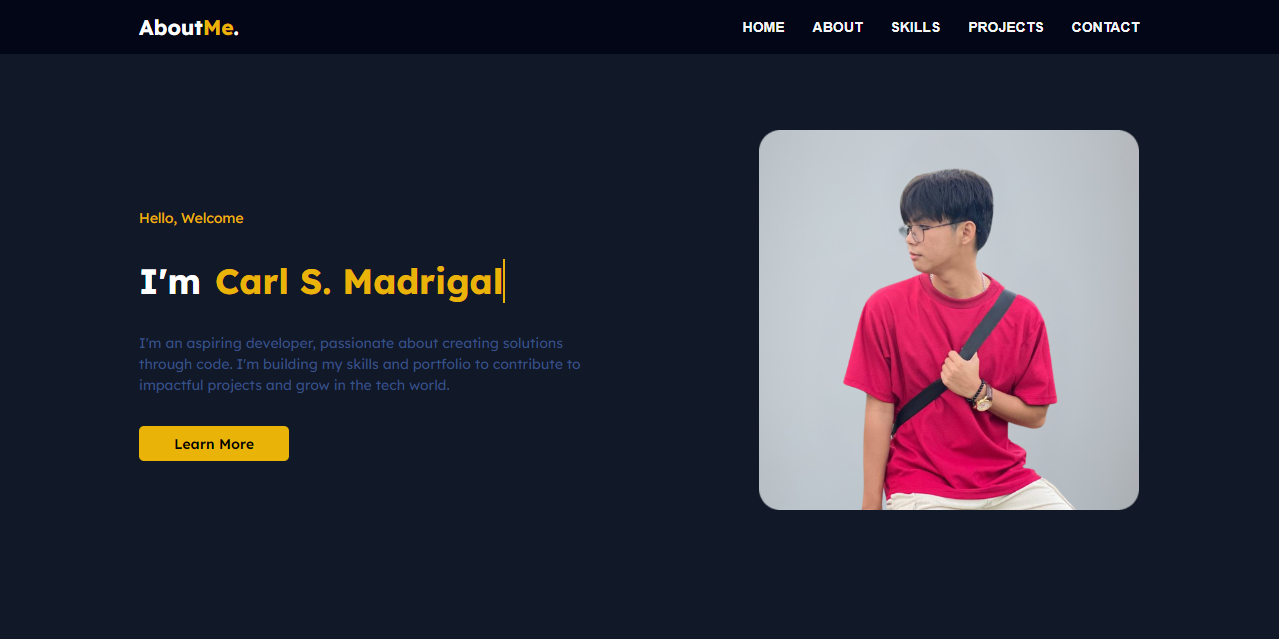 AboutMe.
HOME ABOUT SKILLS PROJECTS CONTACT
Hello, Welcome
I'm Carl S. Madrigal
I'm an aspiring developer, passionate about creating solutions
through code. I'm building my skills and portfolio to contribute to
impactful projects and grow in the tech world.
Learn More